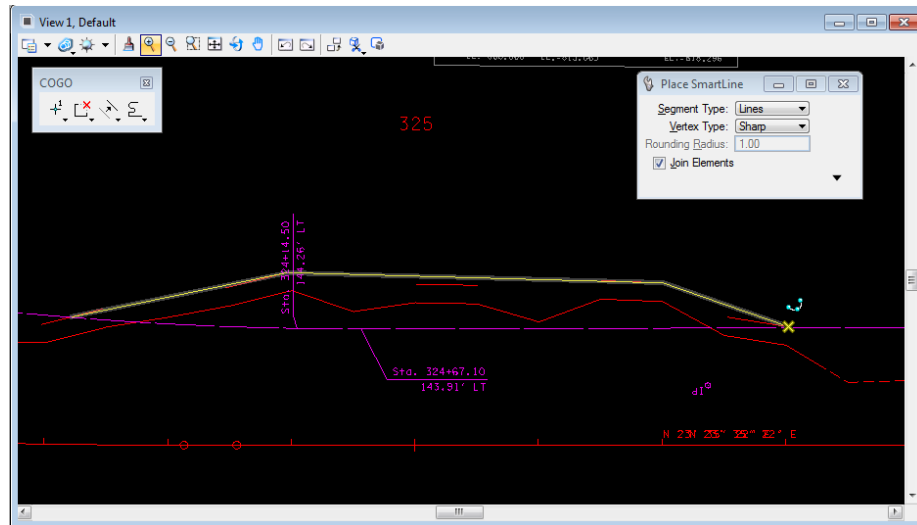 View 1, Default
COGO
Place SmartLine
Segment Type: Lines
Vertex Type: Sharp
Rounding Radius: 1.00
Join Elements
325
Sta. 324+14.50
144.26' LT
Sta. 324+67.10
143.91' LT
IP